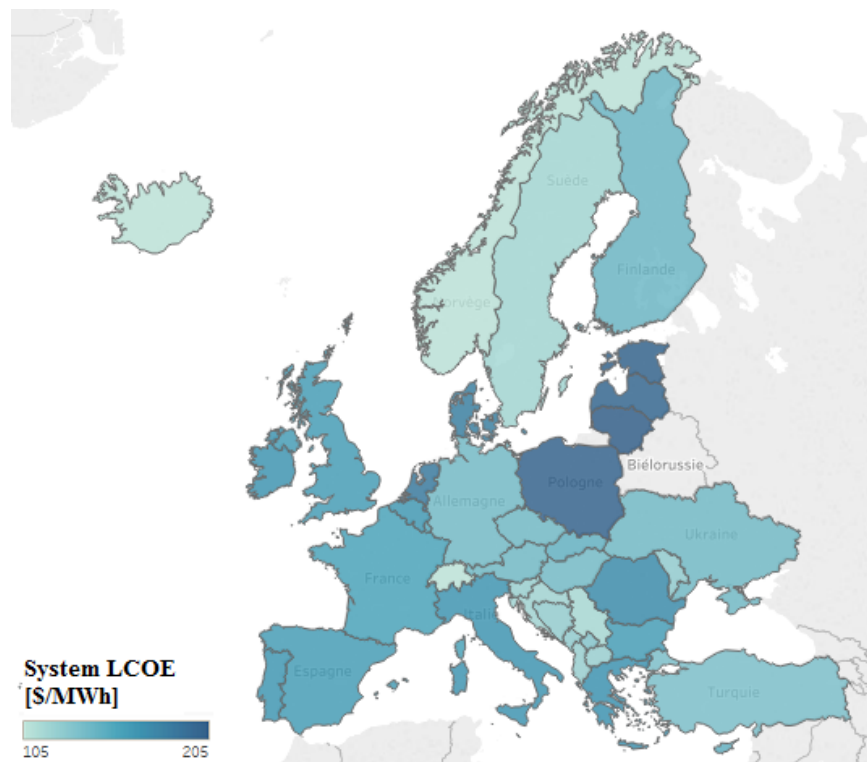 Suède
Norvège
Finlande
Biélorussie
Pologne
Allemagne
Ukraine
France
Italie
Espagne
Turquie
System LCOE
[$/MWh]
105 205